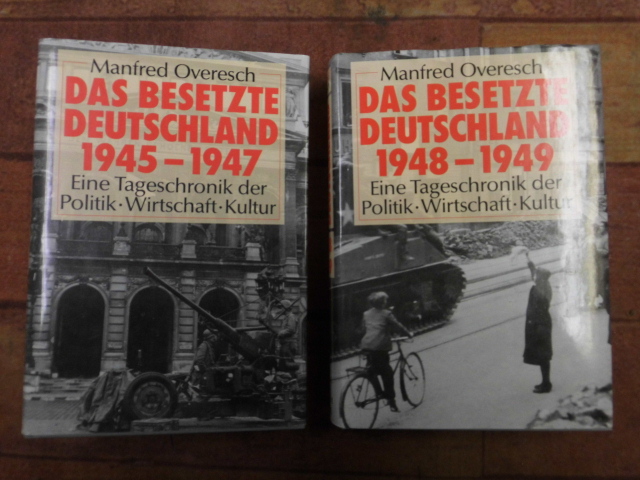 Manfred Overesch
DAS BESETZTE
DEUTSCHLAND
1945–1947
Eine Tageschronik der
Politik·Wirtschaft·Kultur
Manfred Overesch
DAS BESETZTE
DEUTSCHLAND
1948–1949
Eine Tageschronik der
Politik·Wirtschaft·Kultur